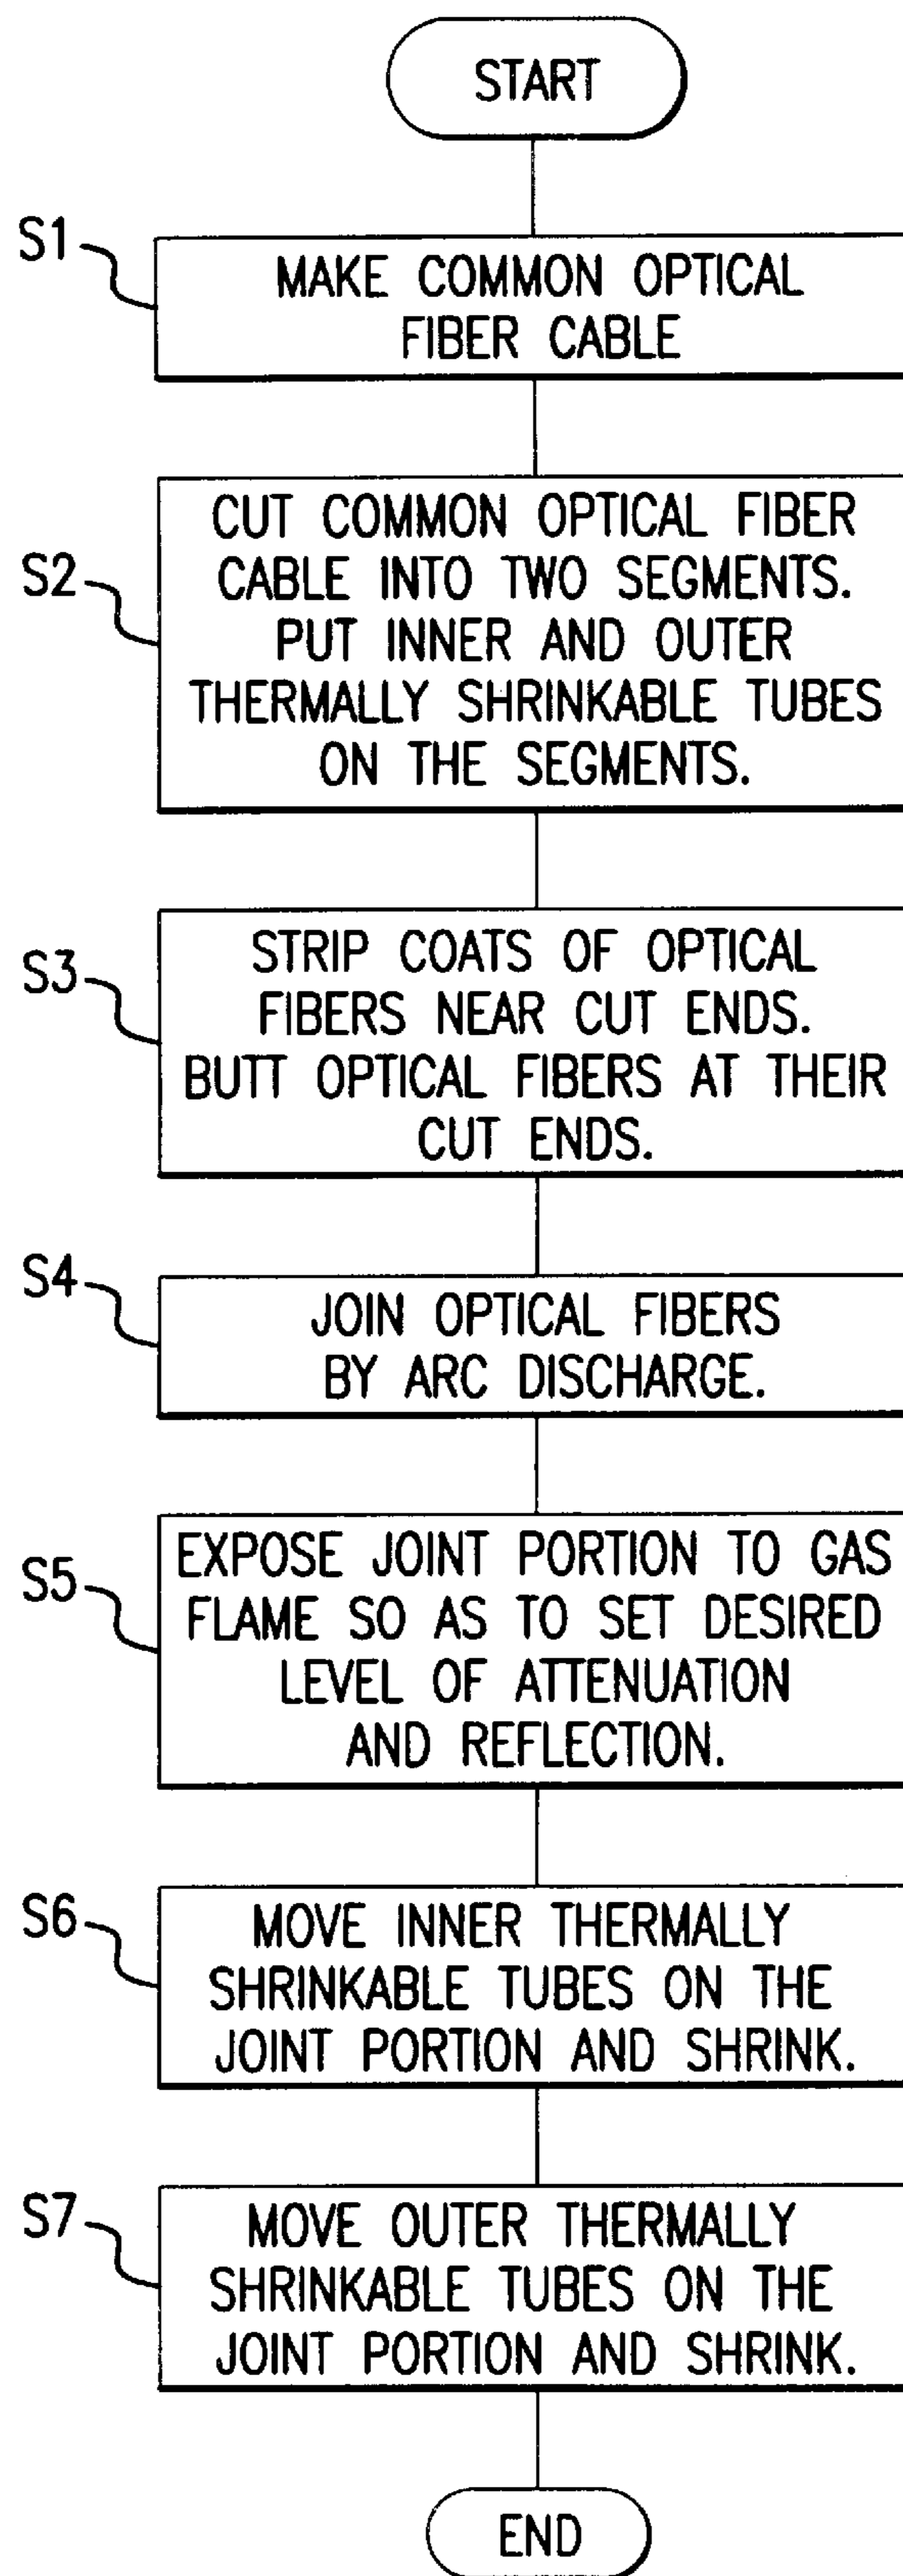 START
S1
MAKE COMMON OPTICAL
FIBER CABLE
S2
CUT COMMON OPTICAL FIBER
CABLE INTO TWO SEGMENTS.
PUT INNER AND OUTER
THERMALLY SHRINKABLE TUBES
ON THE SEGMENTS.
S3
STRIP COATS OF OPTICAL
FIBERS NEAR CUT ENDS.
BUTT OPTICAL FIBERS AT THEIR
CUT ENDS.
S4
JOIN OPTICAL FIBERS
BY ARC DISCHARGE.
S5
EXPOSE JOINT PORTION TO GAS
FLAME SO AS TO SET DESIRED
LEVEL OF ATTENUATION
AND REFLECTION.
S6
MOVE INNER THERMALLY
SHRINKABLE TUBES ON THE
JOINT PORTION AND SHRINK.
S7
MOVE OUTER THERMALLY
SHRINKABLE TUBES ON THE
JOINT PORTION AND SHRINK.
END